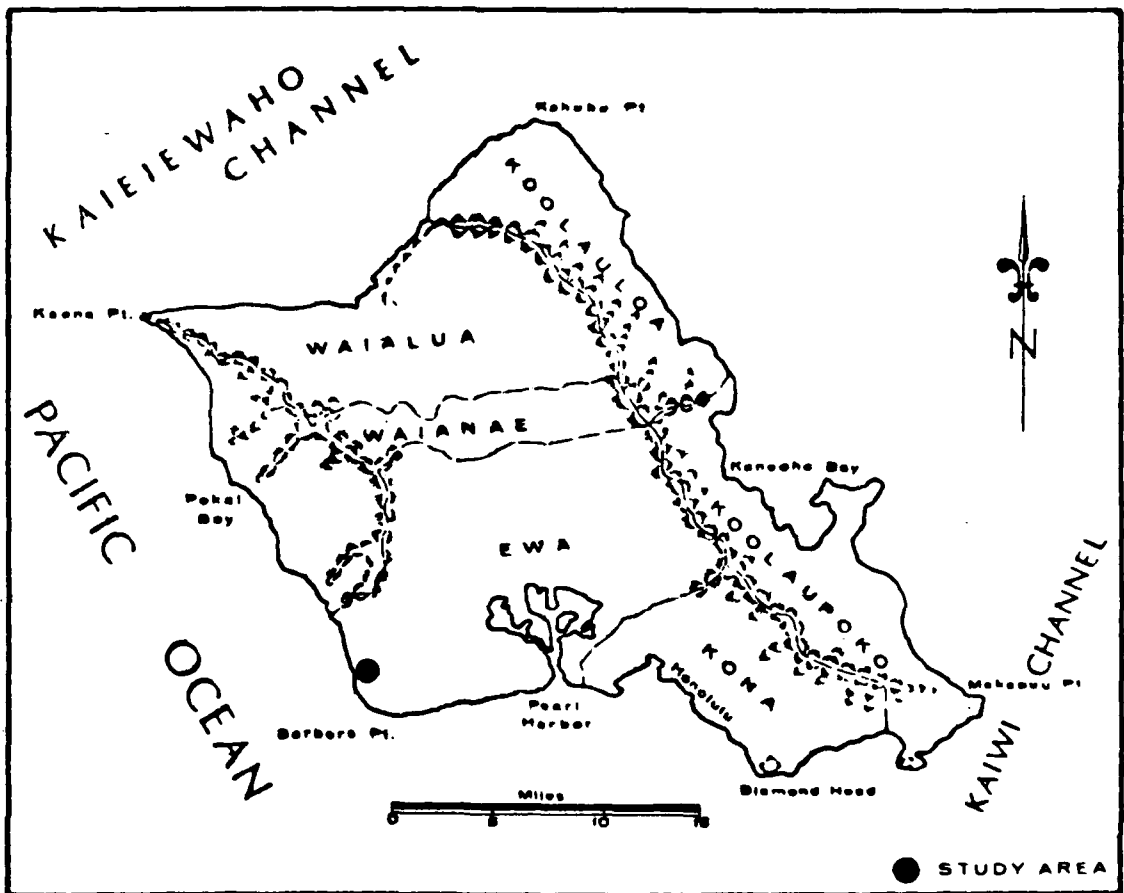 KAIEIEWAHO
CHANNEL
Kahuku Pt.
KOOLAULOA
Kaena Pt.
WAIALUA
N
WAIANAE
PACIFIC
OCEAN
Kaneohe Bay
Pokai
Bay
EWA
KOOLAUPOKO
CHANNEL
KAIWI
KONA
Honolulu
Makapuu Pt.
Pearl
Harbor
Barbers Pt.
Diamond Head
Miles
0 5 10 15
STUDY AREA